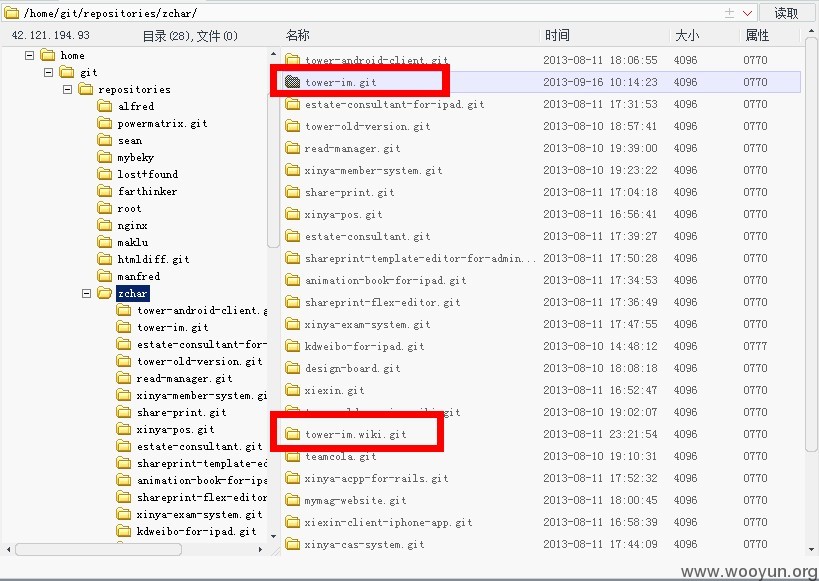 /home/git/repositories/zchar/ 读取
42.121.194.93 目录(28),文件(0) 名称 时间 大小 属性
home
git
repositories
alfred
powermatrix.git
sean
mybeky
lost+found
farthinker
root
nginx
maklu
htmldiff.git
manfred
zchar
tower-android-client.g
tower-im.git
estate-consultant-for-
tower-old-version.git
read-manager.git
xinya-member-system.gi
share-print.git
xinya-pos.git
estate-consultant.git
shareprint-template-ed
animation-book-for-ipa
shareprint-flex-editor
xinya-exam-system.git
kdweibo-for-ipad.git
tower-android-client.git 2013-08-11 18:06:55 4096 0770
tower-im.git 2013-09-16 10:14:23 4096 0770
estate-consultant-for-ipad.git 2013-08-11 17:31:53 4096 0770
tower-old-version.git 2013-08-10 18:57:41 4096 0770
read-manager.git 2013-08-10 19:39:00 4096 0770
xinya-member-system.git 2013-08-10 19:23:22 4096 0770
share-print.git 2013-08-11 17:04:18 4096 0770
xinya-pos.git 2013-08-11 16:56:41 4096 0770
estate-consultant.git 2013-08-11 17:39:27 4096 0770
shareprint-template-editor-for-admin... 2013-08-11 17:50:28 4096 0770
animation-book-for-ipad.git 2013-08-11 17:34:53 4096 0770
shareprint-flex-editor.git 2013-08-11 17:36:49 4096 0770
xinya-exam-system.git 2013-08-11 17:47:55 4096 0770
kdweibo-for-ipad.git 2013-08-10 14:48:12 4096 0777
design-board.git 2013-08-10 18:08:18 4096 0770
xiexin.git 2013-08-11 16:52:47 4096 0770
2013-08-10 19:02:07 4096 0770
tower-im.wiki.git 2013-08-11 23:21:54 4096 0770
teamcola.git 2013-08-10 19:10:31 4096 0770
xinya-acpp-for-rails.git 2013-08-11 17:52:32 4096 0770
mymag-website.git 2013-08-11 18:00:45 4096 0770
xiexin-client-iphone-app.git 2013-08-11 16:58:39 4096 0770
xinya-cas-system.git 2013-08-11 17:44:09 4096 0770
www.wooyun.org